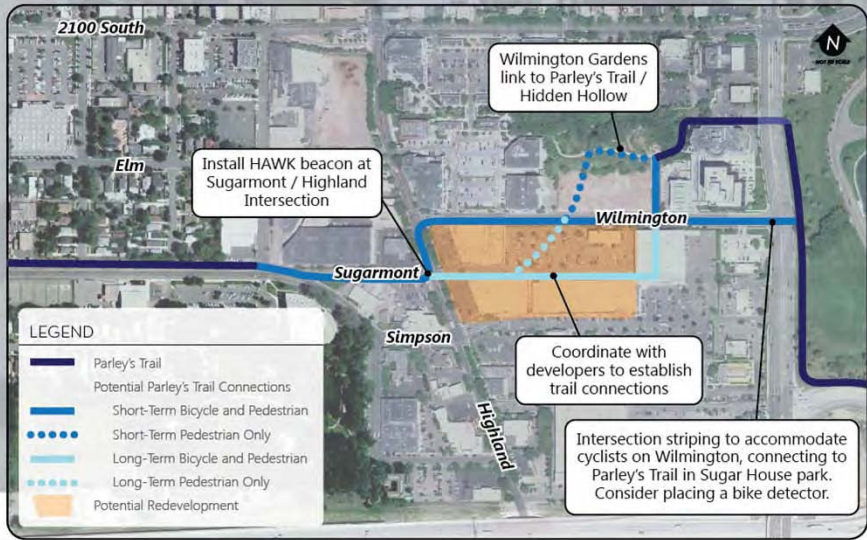 2100 South
N
NOT TO SCALE
Wilmington Gardens
link to Parley's Trail /
Hidden Hollow
Elm
Install HAWK beacon at
Sugarmont / Highland
Intersection
Wilmington
Sugarmont
Simpson
Highland
Coordinate with
developers to establish
trail connections
Intersection striping to accommodate
cyclists on Wilmington, connecting to
Parley's Trail in Sugar House park.
Consider placing a bike detector.
LEGEND
Parley's Trail
Potential Parley's Trail Connections
Short-Term Bicycle and Pedestrian
Short-Term Pedestrian Only
Long-Term Bicycle and Pedestrian
Long-Term Pedestrian Only
Potential Redevelopment